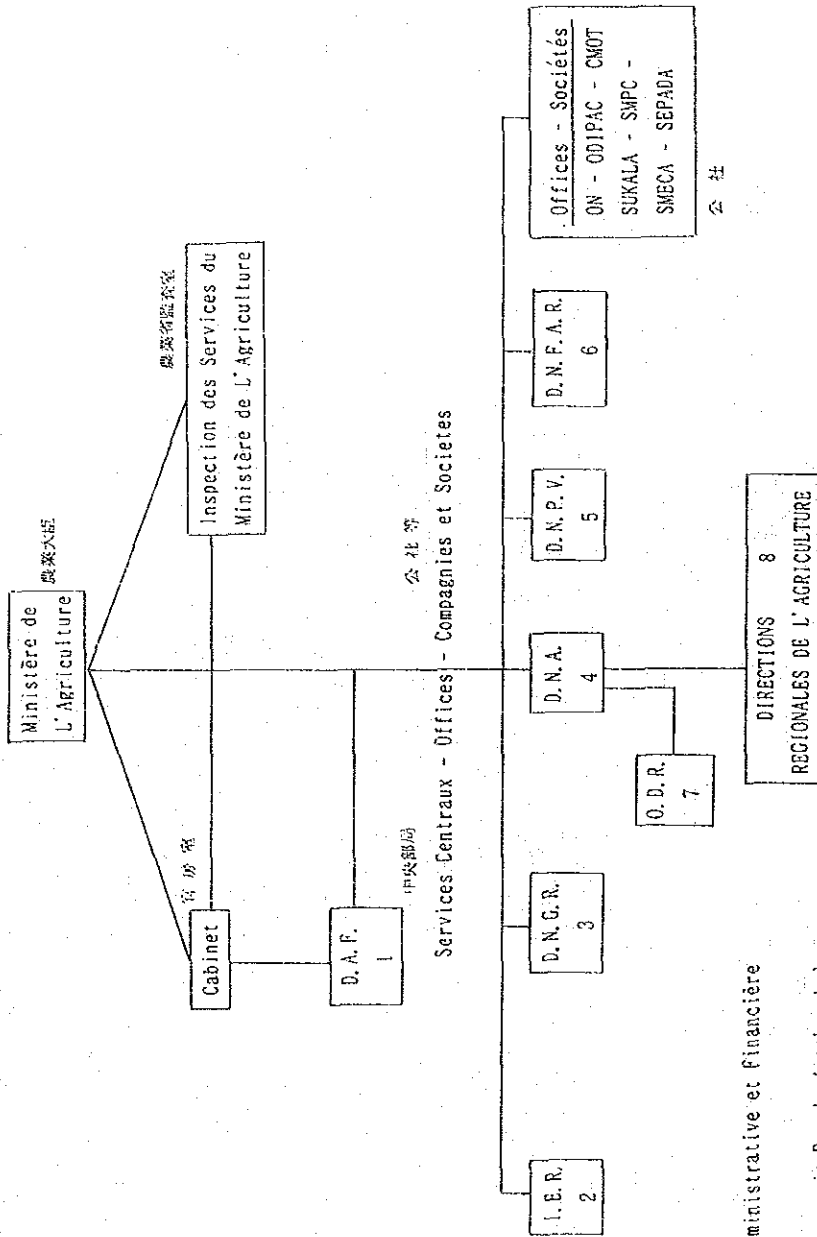 Ministère de
L'Agriculture
農業大臣
官房室
Cabinet
農業省監査室
Inspection des Services du
Ministère de L'Agriculture
D. A. F.
1
中央部局
公社等
Services Centraux - Offices - Compagnies et Societes
I. E. R.
2
D. N. G. R.
3
D. N. A.
4
D. N. P. V.
5
D. N. F. A. R.
6
Offices - Sociétés
ON - ODIPAC - CMOT
SUKALA - SMPC -
SMECA - SEPADA
公社
O. D. R.
7
DIRECTIONS 8
REGIONALES DE L'AGRICULTURE
ministrative et Financière